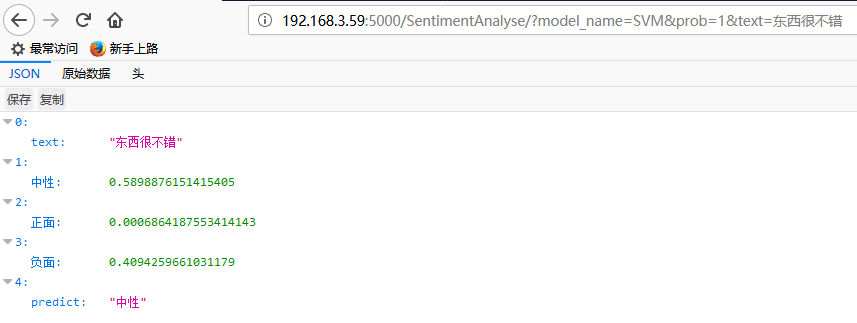 192.168.3.59:5000/SentimentAnalyse/?model_name=SVM&prob=1&text=东西很不错
最常访问 新手上路
JSON 原始数据 头
保存 复制
0:
text: "东西很不错"
1:
中性: 0.5898876151415405
2:
正面: 0.0006864187553414143
3:
负面: 0.4094259661031179
4:
predict: "中性"